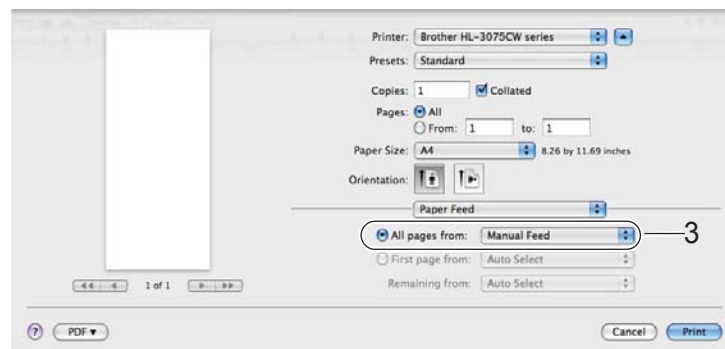 Printer: Brother HL-3075CW series
Presets: Standard
Copies: 1 Collated
Pages: All
From: 1 to: 1
Paper Size: A4 8.26 by 11.69 inches
Orientation:
Paper Feed
All pages from: Manual Feed 3
First page from: Auto Select
Remaining from: Auto Select
1 of 1
? PDF ▼ Cancel Print